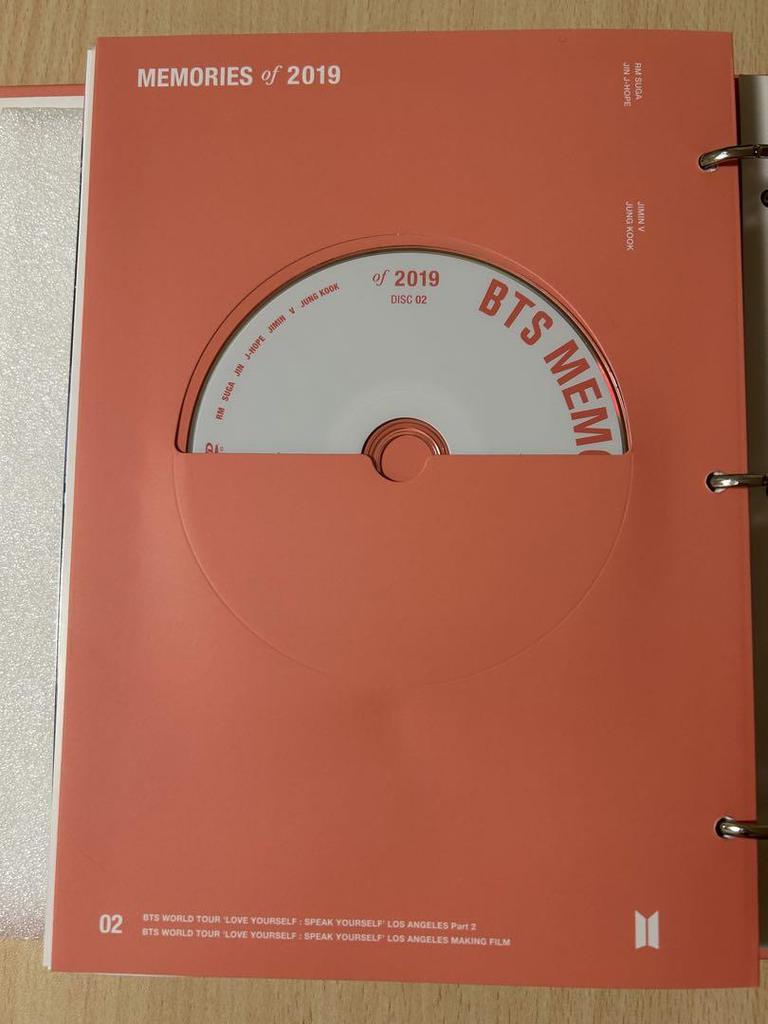 MEMORIES of 2019
RM SUGA
JIN J-HOPE
JIMIN V
JUNG KOOK
of 2019
DISC 02
RM SUGA JIN J-HOPE JIMIN V JUNG KOOK
BTS MEMO
02
BTS WORLD TOUR 'LOVE YOURSELF : SPEAK YOURSELF' LOS ANGELES Part 2
BTS WORLD TOUR 'LOVE YOURSELF : SPEAK YOURSELF' LOS ANGELES MAKING FILM